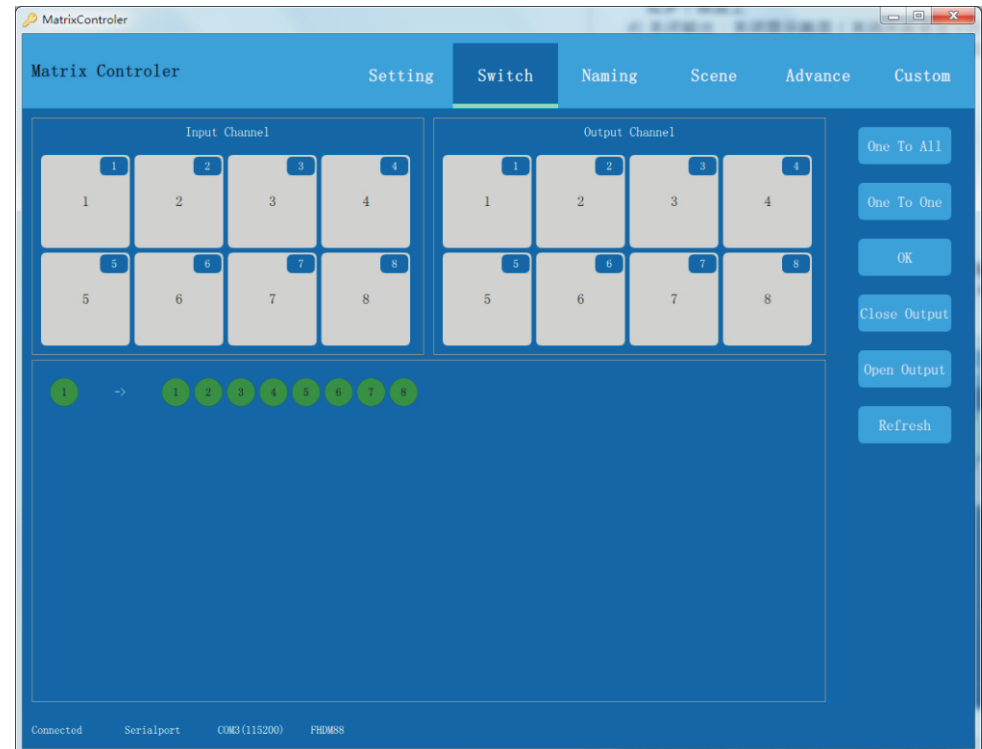 MatrixControler
Matrix Controler
Setting Switch Naming Scene Advance Custom
Input Channel
1 2 3 4
1 2 3 4
5 6 7 8
5 6 7 8
Output Channel
1 2 3 4
1 2 3 4
5 6 7 8
5 6 7 8
One To All
One To One
OK
Close Output
Open Output
Refresh
1 -> 1 2 3 4 5 6 7 8
Connected Serialport COM3(115200) FHDM88